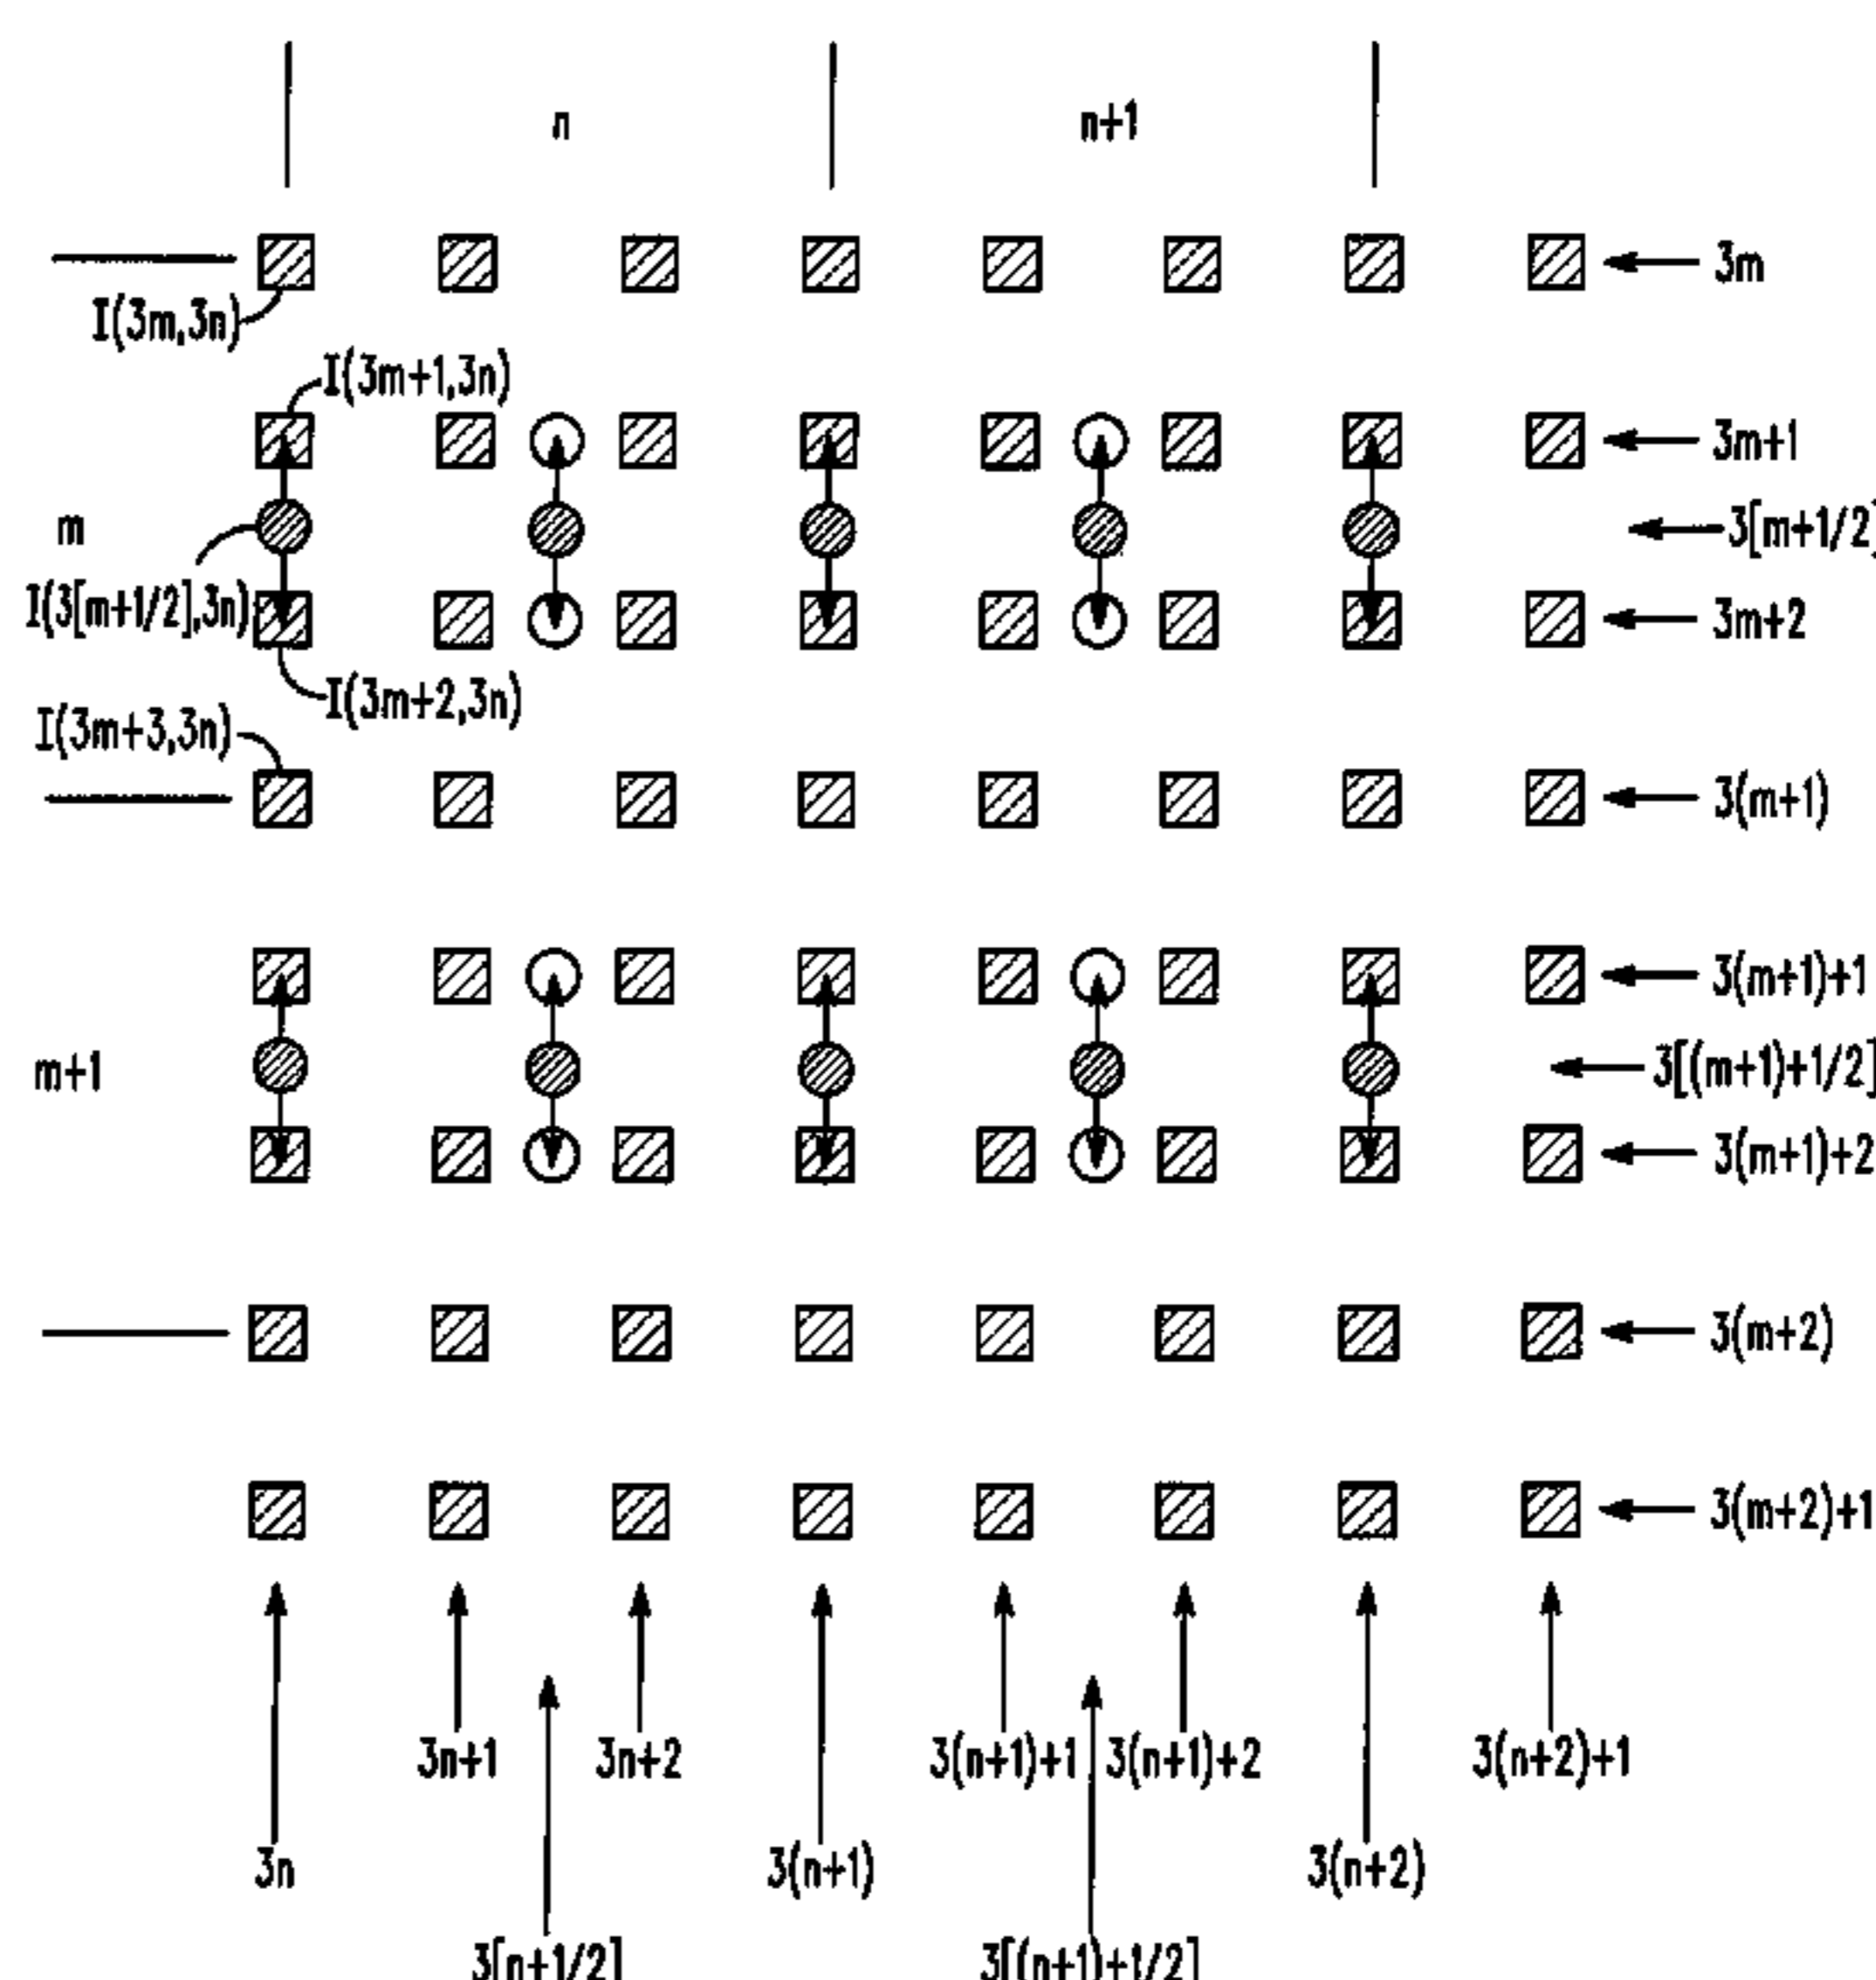 n
n+1
3m
I(3m,3n)
I(3m+1,3n)
3m+1
m
3[m+1/2]
I(3[m+1/2],3n)
3m+2
I(3m+2,3n)
I(3m+3,3n)
3(m+1)
3(m+1)+1
m+1
3[(m+1)+1/2]
3(m+1)+2
3(m+2)
3(m+2)+1
3n+1
3n+2
3(n+1)+1
3(n+1)+2
3(n+2)+1
3n
3(n+1)
3(n+2)
3[n+1/2]
3[(n+1)+1/2]